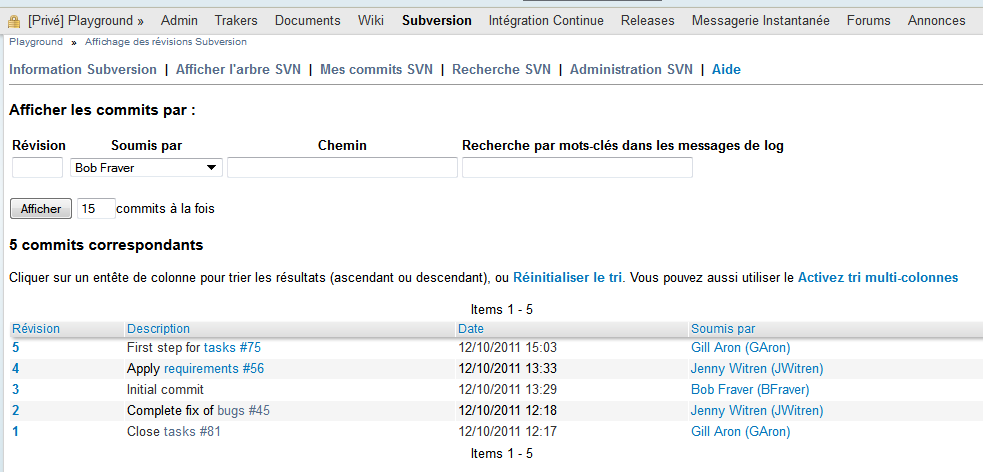 [Privé] Playground » Admin Trakers Documents Wiki Subversion Intégration Continue Releases Messagerie Instantanée Forums Annonces
Playground » Affichage des révisions Subversion
Information Subversion | Afficher l'arbre SVN | Mes commits SVN | Recherche SVN | Administration SVN | Aide
Afficher les commits par :
Révision Soumis par Chemin Recherche par mots-clés dans les messages de log
Bob Fraver
Afficher 15 commits à la fois
5 commits correspondants
Cliquer sur un entête de colonne pour trier les résultats (ascendant ou descendant), ou Réinitialiser le tri. Vous pouvez aussi utiliser le Activez tri multi-colonnes
Items 1 - 5
Révision Description Date Soumis par
5 First step for tasks #75 12/10/2011 15:03 Gill Aron (GAron)
4 Apply requirements #56 12/10/2011 13:33 Jenny Witren (JWitren)
3 Initial commit 12/10/2011 13:29 Bob Fraver (BFraver)
2 Complete fix of bugs #45 12/10/2011 12:18 Jenny Witren (JWitren)
1 Close tasks #81 12/10/2011 12:17 Gill Aron (GAron)
Items 1 - 5